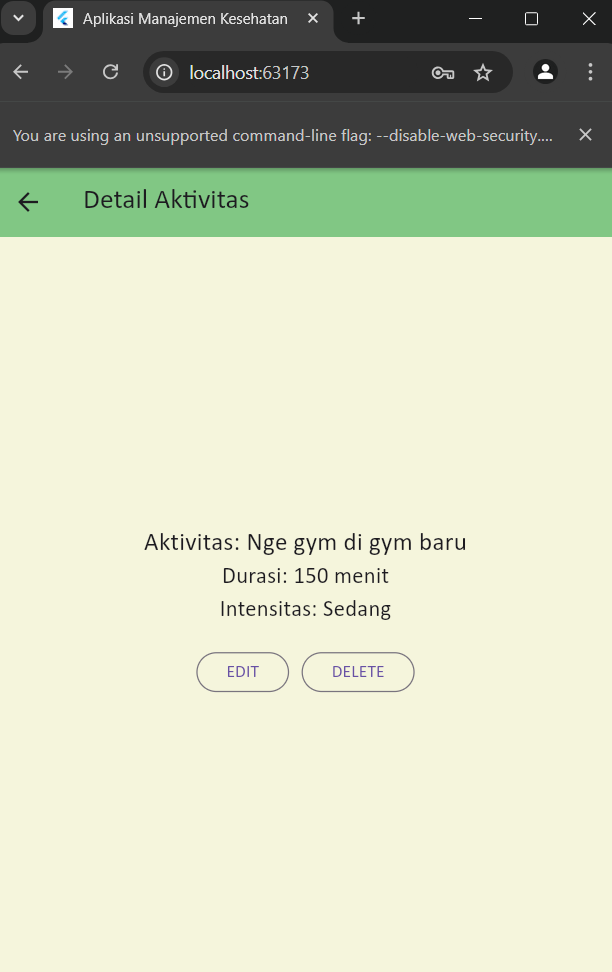 Aplikasi Manajemen Kesehatan
localhost:63173
You are using an unsupported command-line flag: --disable-web-security....
Detail Aktivitas
Aktivitas: Nge gym di gym baru
Durasi: 150 menit
Intensitas: Sedang
EDIT DELETE